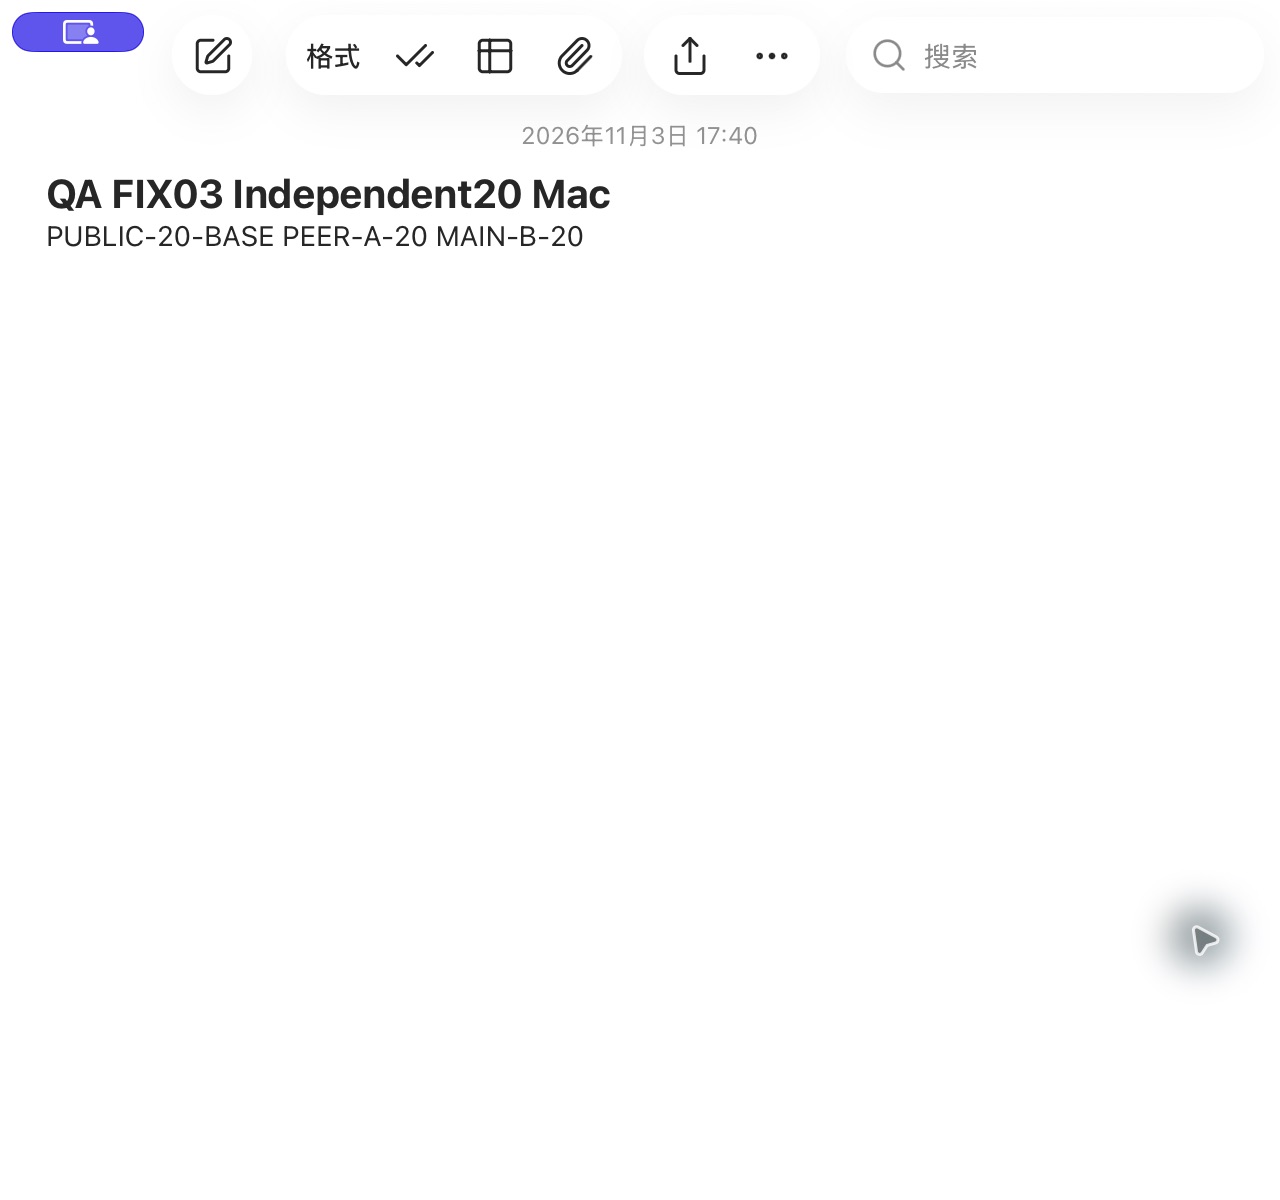 格式
搜索
2026年11月3日 17:40
QA FIX03 Independent20 Mac
PUBLIC-20-BASE PEER-A-20 MAIN-B-20